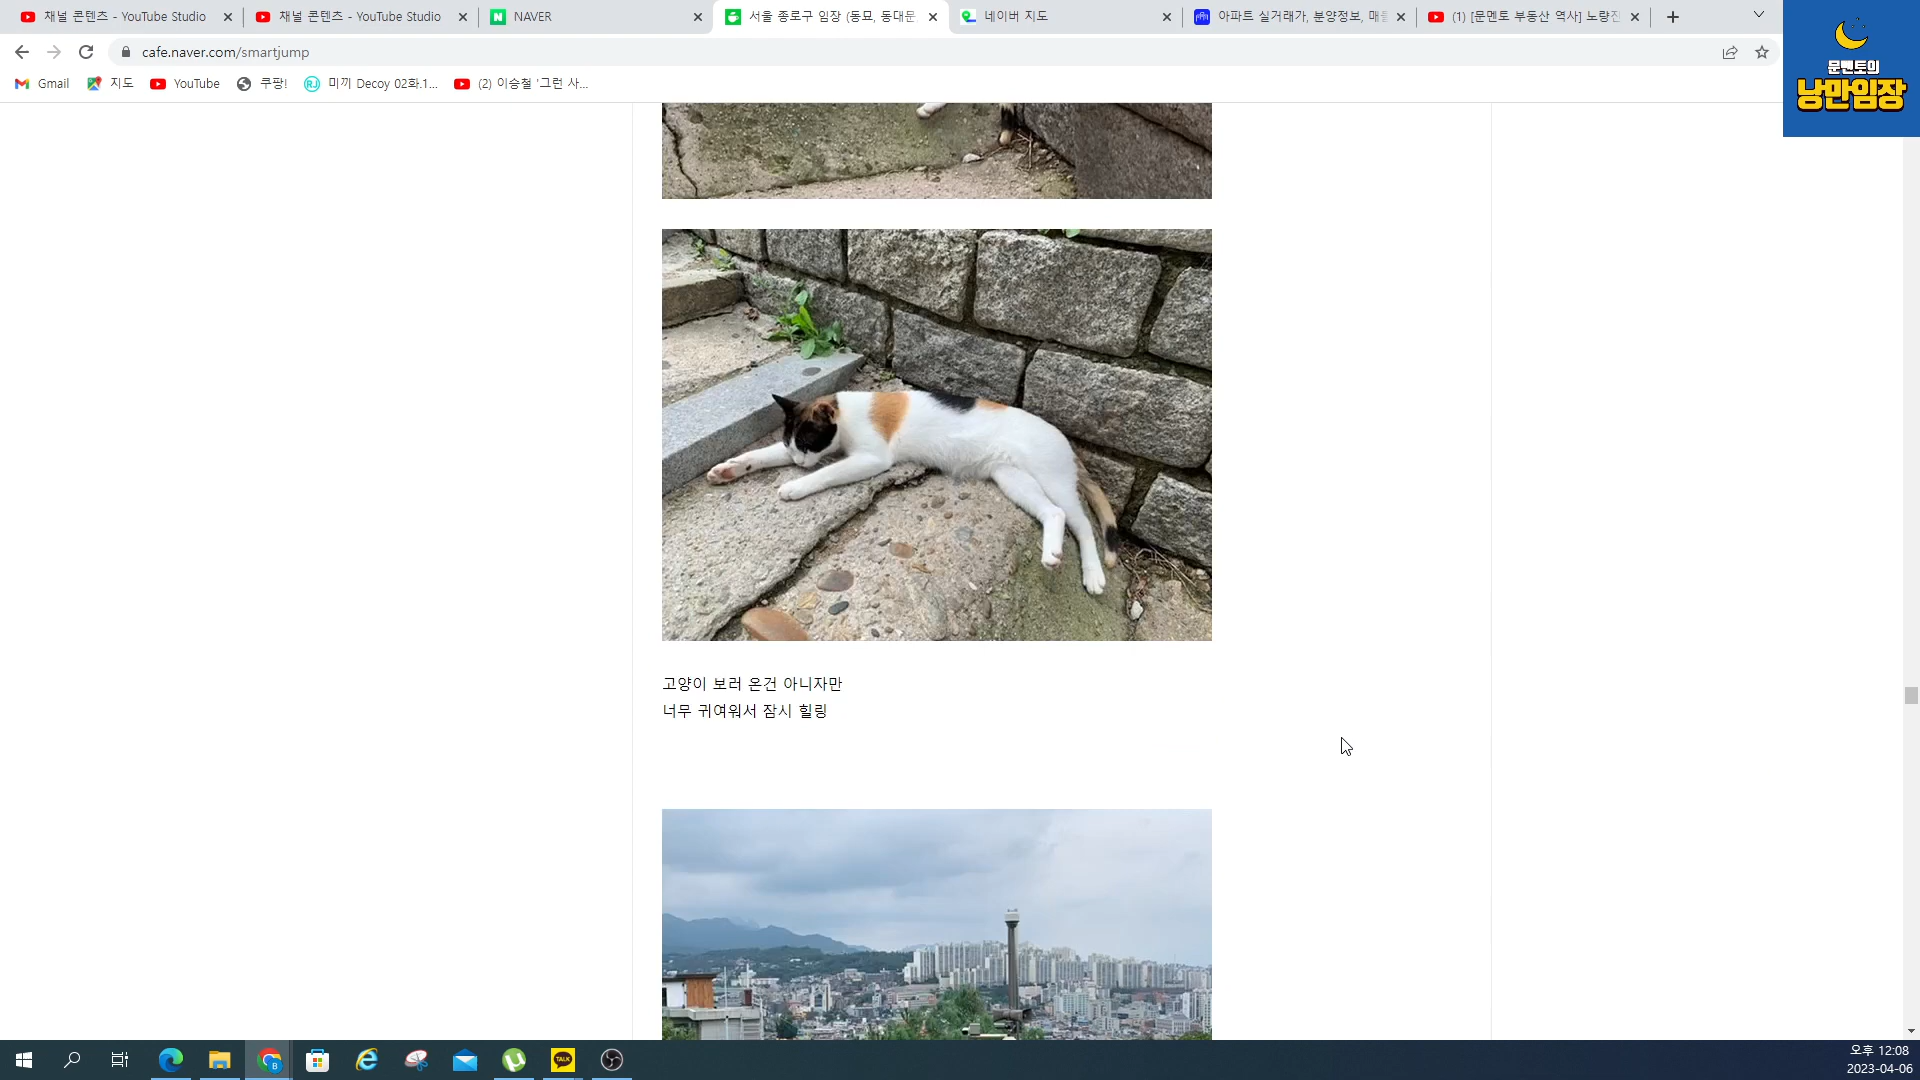 채널 콘텐츠 - YouTube Studio
채널 콘텐츠 - YouTube Studio
NAVER
서울 종로구 임장 (동묘, 동대문,
네이버 지도
아파트 실거래가, 분양정보, 매물
(1) [문멘토 부동산 역사] 노량진
cafe.naver.com/smartjump
Gmail
지도
YouTube
쿠팡!
미끼 Decoy 02화.1...
(2) 이승철 '그런 사...
문멘토의
낭만임장
고양이 보러 온건 아니자만
너무 귀여워서 잠시 힐링
TALK
오후 12:08
2023-04-06